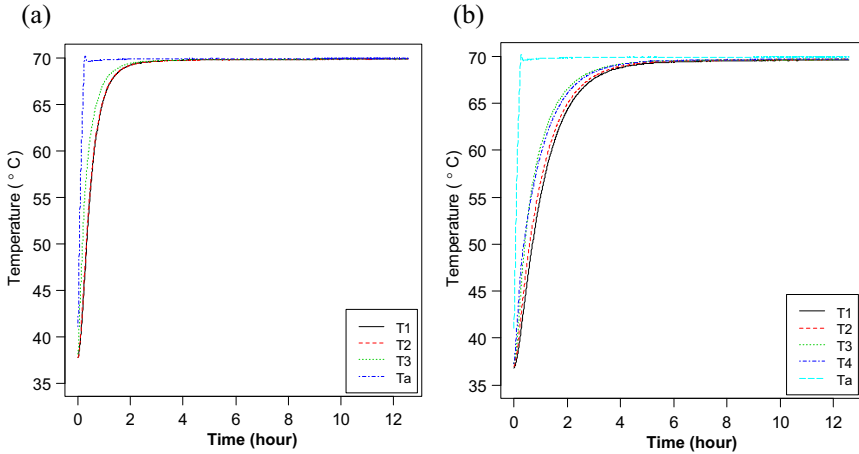 (a)
Temperature ( ° C)
70
65
60
55
50
45
40
35
0 2 4 6 8 10 12
Time (hour)
T1
T2
T3
Ta
(b)
Temperature ( ° C)
70
65
60
55
50
45
40
35
0 2 4 6 8 10 12
Time (hour)
T1
T2
T3
T4
Ta